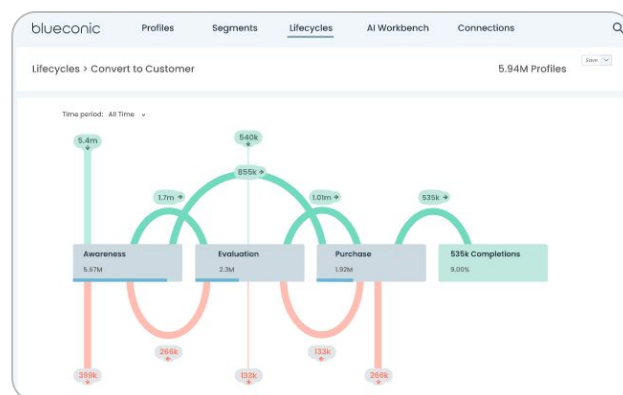 blueconic Profiles Segments Lifecycles AI Workbench Connections
Lifecycles > Convert to Customer 5.94M Profiles Save
Time period: All Time
5.4m 540k
855k
1.7m 1.01m 535k
Awareness Evaluation Purchase 535k Completions
5.67M 2.3M 1.92M 9.00%
266k 133k
399k 133k 266k